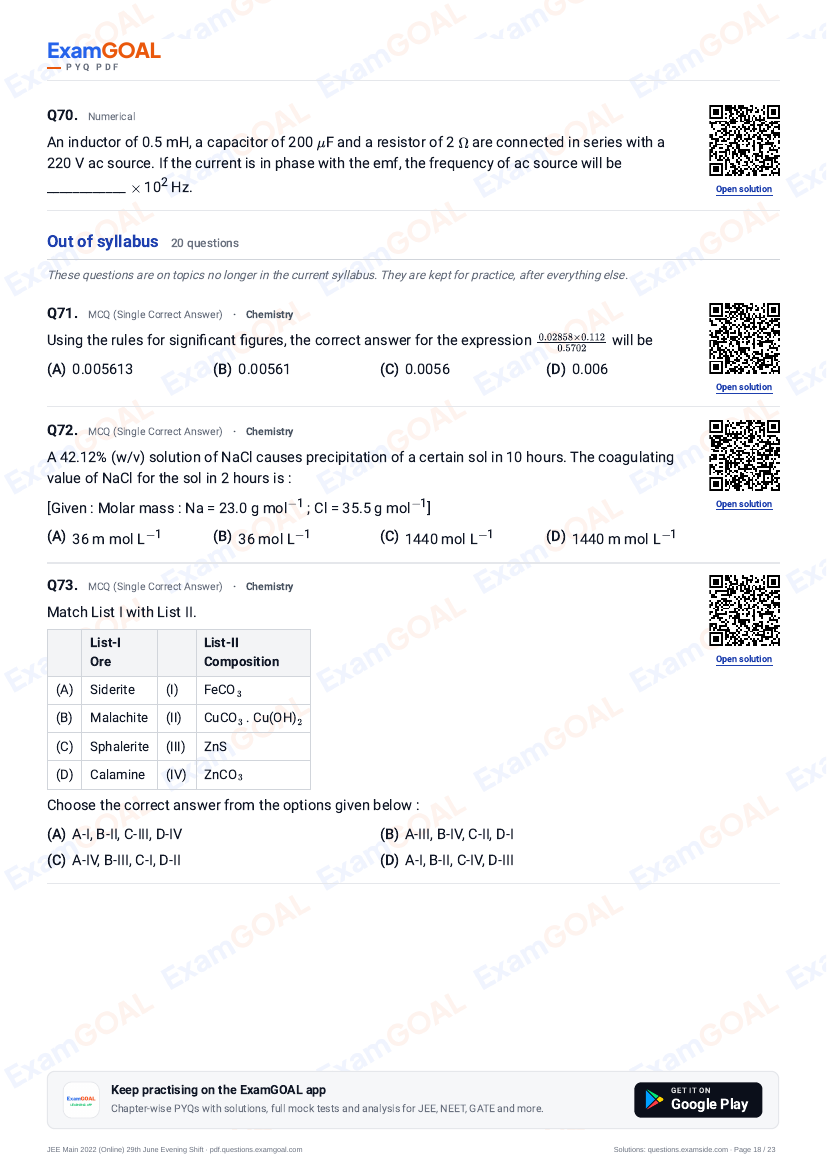 ExamGOAL
PYQ PDF
Q70. Numerical
An inductor of 0.5 mH, a capacitor of 200 μF and a resistor of 2 Ω are connected in series with a
220 V ac source. If the current is in phase with the emf, the frequency of ac source will be
____________ × 10² Hz.
Open solution
Out of syllabus 20 questions
These questions are on topics no longer in the current syllabus. They are kept for practice, after everything else.
Q71. MCQ (Single Correct Answer) · Chemistry
Using the rules for significant figures, the correct answer for the expression 0.02858×0.112/0.5702 will be
(A) 0.005613 (B) 0.00561 (C) 0.0056 (D) 0.006
Open solution
Q72. MCQ (Single Correct Answer) · Chemistry
A 42.12% (w/v) solution of NaCl causes precipitation of a certain sol in 10 hours. The coagulating
value of NaCl for the sol in 2 hours is :
[Given : Molar mass : Na = 23.0 g mol⁻¹ ; Cl = 35.5 g mol⁻¹]
(A) 36 m mol L⁻¹ (B) 36 mol L⁻¹ (C) 1440 mol L⁻¹ (D) 1440 m mol L⁻¹
Open solution
Q73. MCQ (Single Correct Answer) · Chemistry
Match List I with List II.
List-I Ore List-II Composition
(A) Siderite (I) FeCO₃
(B) Malachite (II) CuCO₃ . Cu(OH)₂
(C) Sphalerite (III) ZnS
(D) Calamine (IV) ZnCO₃
Open solution
Choose the correct answer from the options given below :
(A) A-I, B-II, C-III, D-IV (B) A-III, B-IV, C-II, D-I
(C) A-IV, B-III, C-I, D-II (D) A-I, B-II, C-IV, D-III
ExamGOAL
Keep practising on the ExamGOAL app
Chapter-wise PYQs with solutions, full mock tests and analysis for JEE, NEET, GATE and more.
GET IT ON
Google Play
JEE Main 2022 (Online) 29th June Evening Shift · pdf.questions.examgoal.com Solutions: questions.examside.com · Page 18 / 23